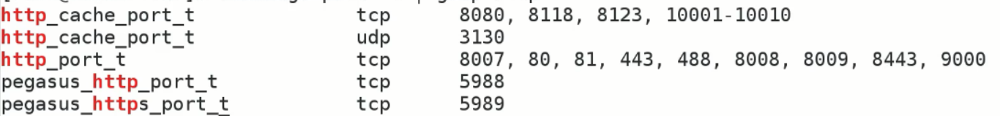 http_cache_port_t              tcp      8080, 8118, 8123, 10001-10010
http_cache_port_t              udp      3130
http_port_t                    tcp      8007, 80, 81, 443, 488, 8008, 8009, 8443, 9000
pegasus_http_port_t            tcp      5988
pegasus_https_port_t           tcp      5989